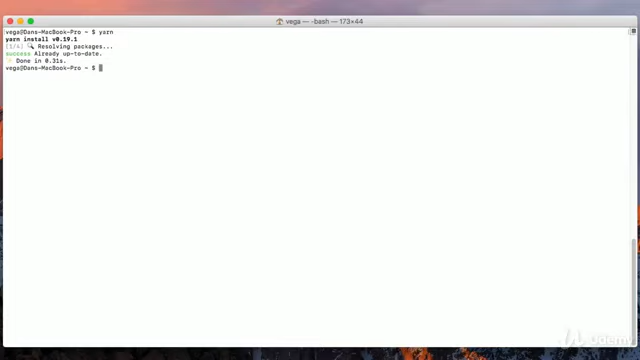 vega — -bash — 173×44
vega@Dans-MacBook-Pro ~ $ yarn
yarn install v0.19.1
[1/4] 🔍 Resolving packages...
success Already up-to-date.
✨ Done in 0.31s.
vega@Dans-MacBook-Pro ~ $
Udemy